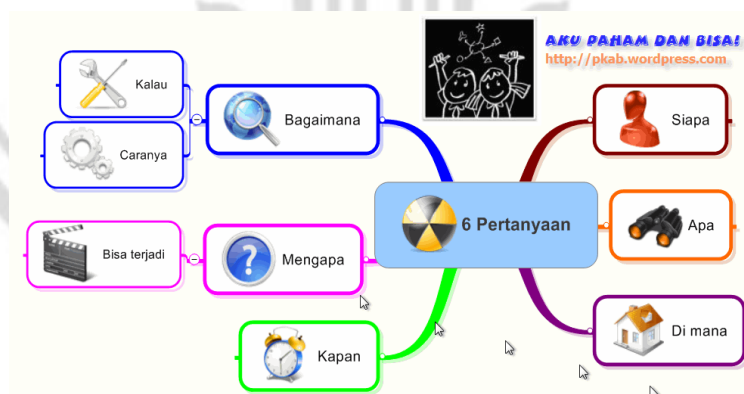 AKU PAHAM DAN BISA!
http://pkab.wordpress.com
Kalau
Caranya
Bagaimana
Siapa
6 Pertanyaan
Apa
Bisa terjadi
Mengapa
Kapan
Di mana